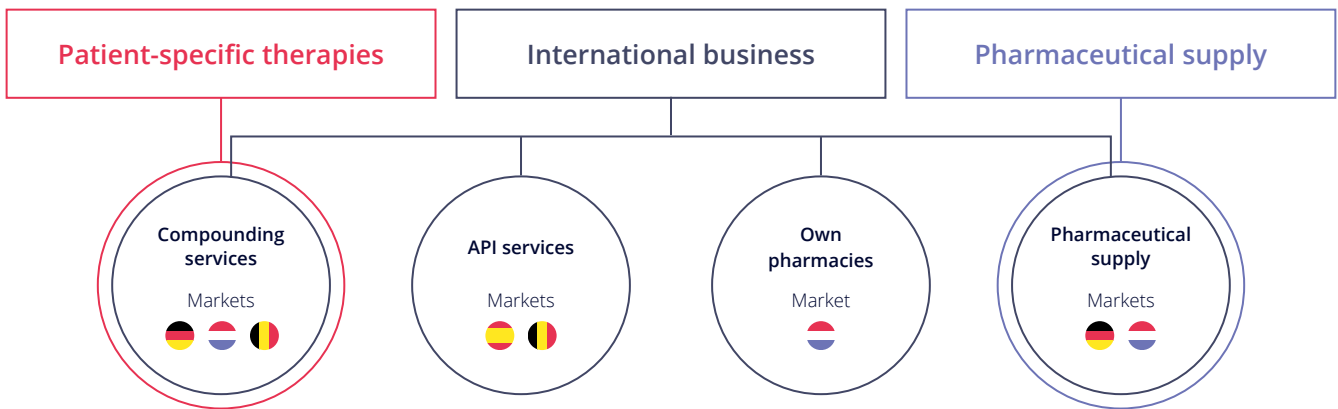 Patient-specific therapies
International business
Pharmaceutical supply
Compounding
services
Markets
API services
Markets
Own
pharmacies
Market
Pharmaceutical
supply
Markets